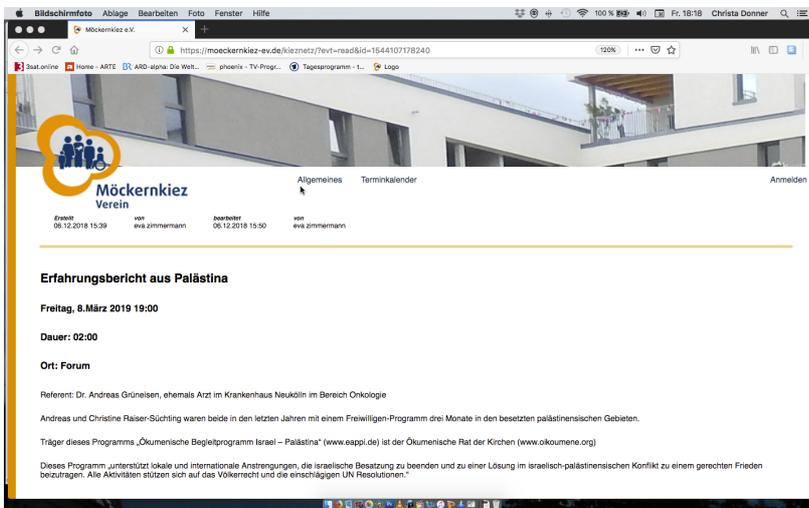 Bildschirmfoto Ablage Bearbeiten Foto Fenster Hilfe 100 % Fr. 18:18 Christa Donner
Möckernkiez e.V.
https://moeckernkiez-ev.de/kieznetz/?evt=read&id=1544107178240 120%
3sat.online Home - ARTE ARD-alpha: Die Welt... phoenix - TV-Progr... Tagesprogramm - t... Logo
Allgemeines Terminkalender Anmelden
Möckernkiez
Verein
Erstellt von bearbeitet von
06.12.2018 15:39 eva zimmermann 06.12.2018 15:50 eva zimmermann
Erfahrungsbericht aus Palästina
Freitag, 8.März 2019 19:00
Dauer: 02:00
Ort: Forum
Referent: Dr. Andreas Grüneisen, ehemals Arzt im Krankenhaus Neukölln im Bereich Onkologie
Andreas und Christine Raiser-Süchting waren beide in den letzten Jahren mit einem Freiwilligen-Programm drei Monate in den besetzten palästinensischen Gebieten.
Träger dieses Programms „Ökumenische Begleitprogramm Israel – Palästina“ (www.eappi.de) ist der Ökumenische Rat der Kirchen (www.oikoumene.org)
Dieses Programm „unterstützt lokale und internationale Anstrengungen, die israelische Besatzung zu beenden und zu einer Lösung im israelisch-palästinensischen Konflikt zu einem gerechten Frieden
beizutragen. Alle Aktivitäten stützen sich auf das Völkerrecht und die einschlägigen UN Resolutionen."